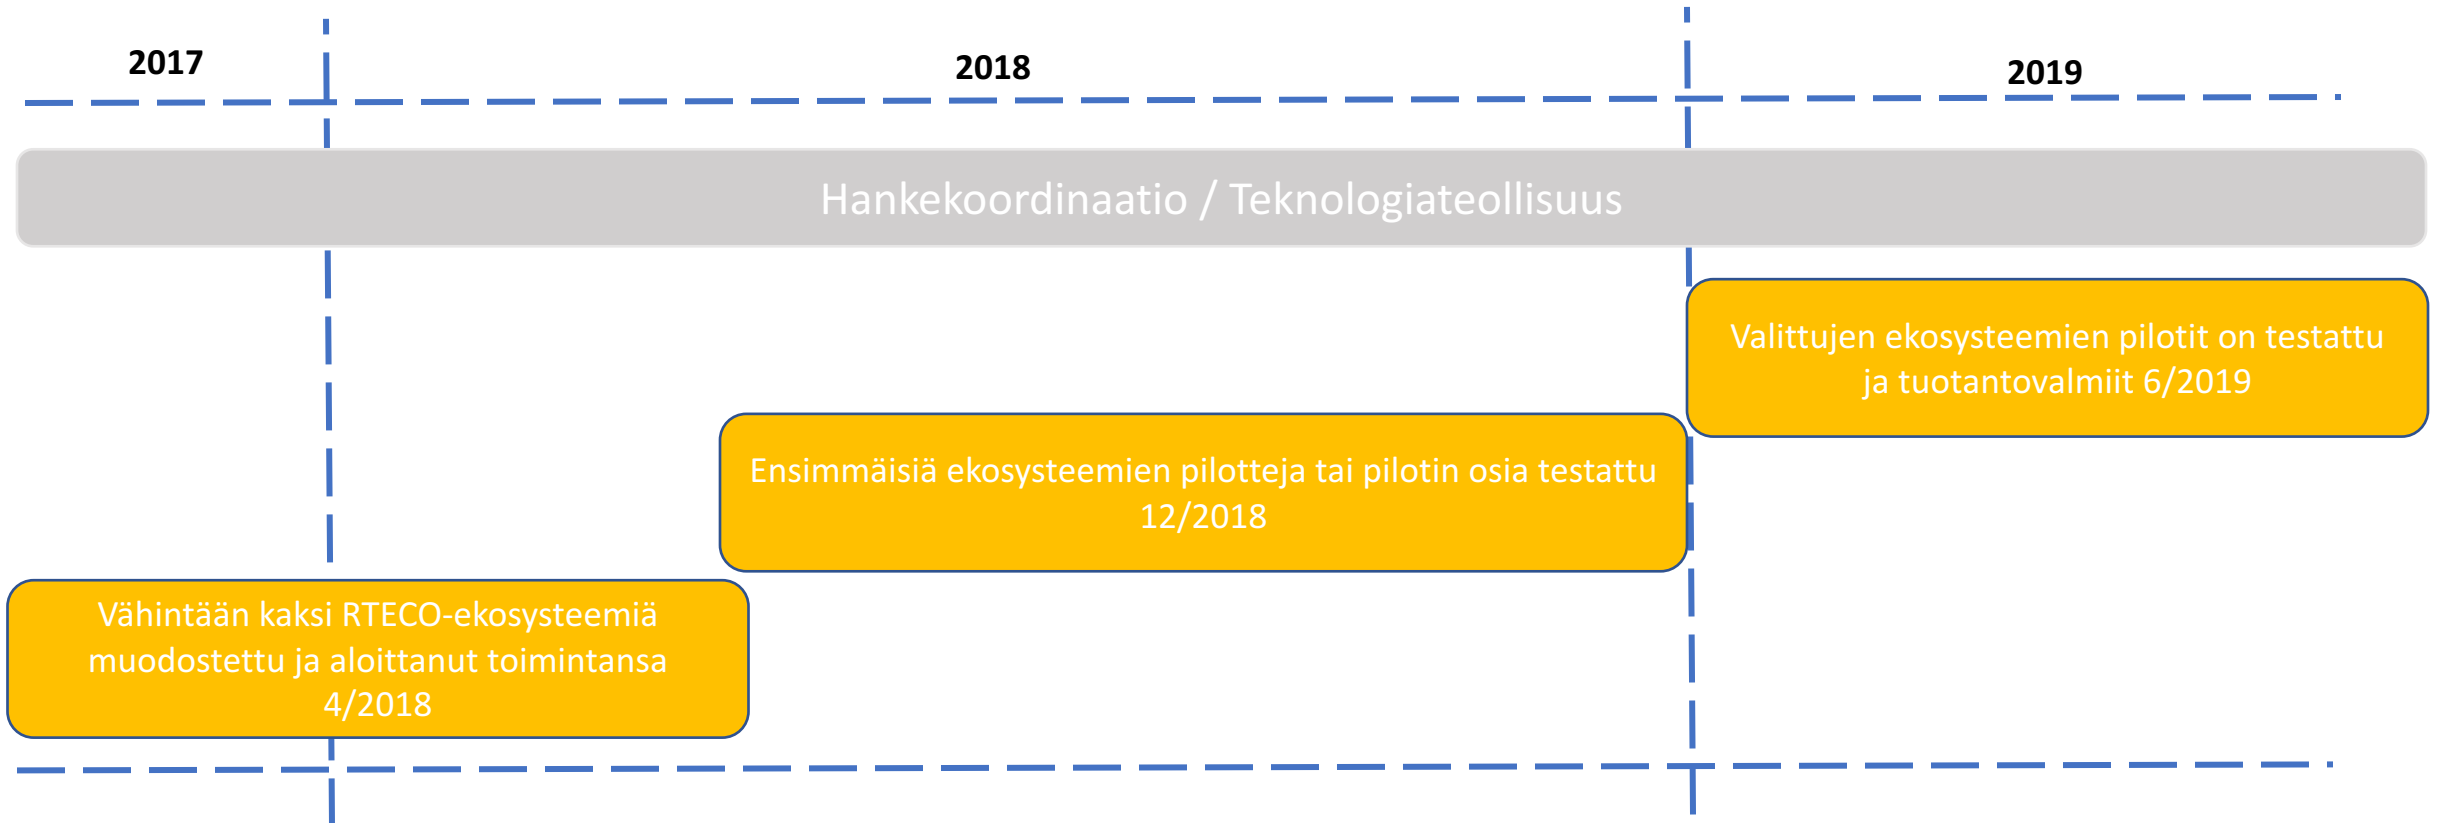 2017
2018
2019
Hankekoordinaatio / Teknologiateollisuus
Valittujen ekosysteemien pilotit on testattu
ja tuotantovalmiit 6/2019
Ensimmäisiä ekosysteemien pilotteja tai pilotin osia testattu
12/2018
Vähintään kaksi RTECO-ekosysteemiä
muodostettu ja aloittanut toimintansa
4/2018